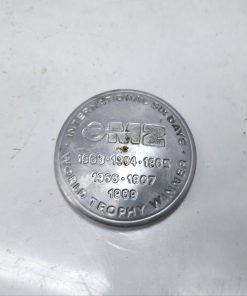 INTERNATIONAL SIX DAYS
MZ
1963·1964·1965
1966·1967
1969
WORLD TROPHY WINNER